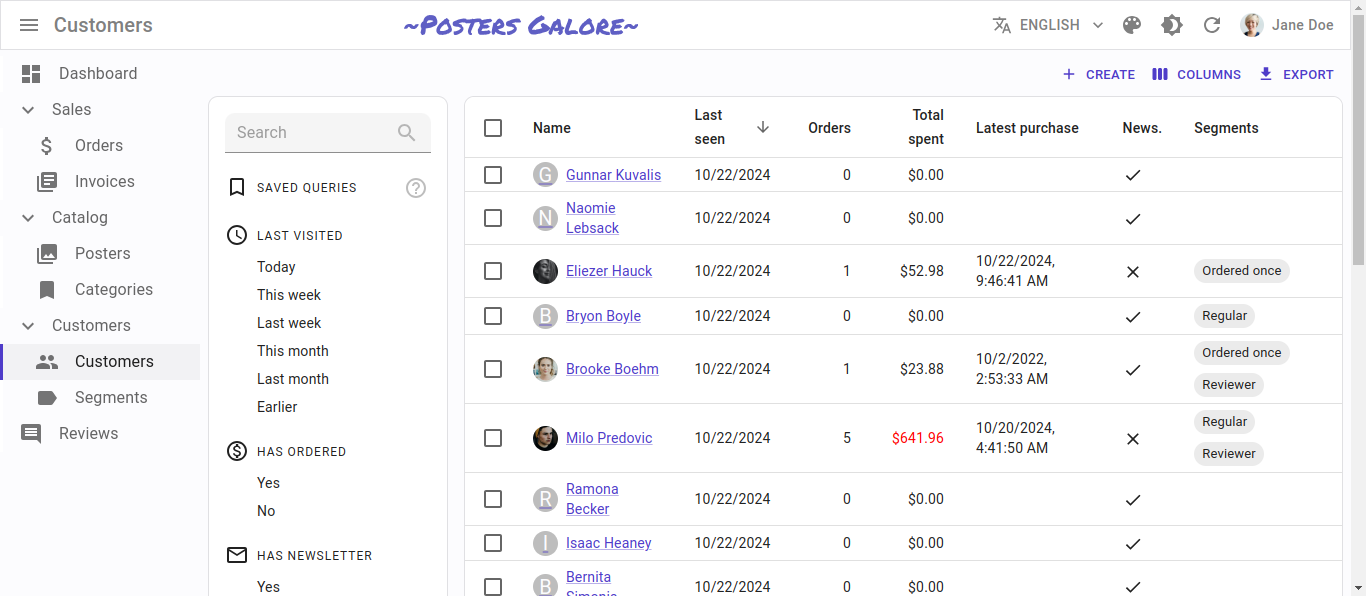 Customers
~Posters Galore~
ENGLISH
Jane Doe
Dashboard
Sales
Orders
Invoices
Catalog
Posters
Categories
Customers
Customers
Segments
Reviews
CREATE
COLUMNS
EXPORT
Search
SAVED QUERIES
?
LAST VISITED
Today
This week
Last week
This month
Last month
Earlier
HAS ORDERED
Yes
No
HAS NEWSLETTER
Yes
Name
Last
seen
Orders
Total
spent
Latest purchase
News.
Segments
G Gunnar Kuvalis 10/22/2024 0 $0.00
N Naomie
Lebsack
10/22/2024 0 $0.00
Eliezer Hauck 10/22/2024 1 $52.98
10/22/2024,
9:46:41 AM
Ordered once
B Bryon Boyle 10/22/2024 0 $0.00 Regular
Brooke Boehm 10/22/2024 1 $23.88
10/2/2022,
2:53:33 AM
Ordered once
Reviewer
Milo Predovic 10/22/2024 5 $641.96
10/20/2024,
4:41:50 AM
Regular
Reviewer
R Ramona
Becker
10/22/2024 0 $0.00
I Isaac Heaney 10/22/2024 0 $0.00
B Bernita
10/22/2024 0 $0.00